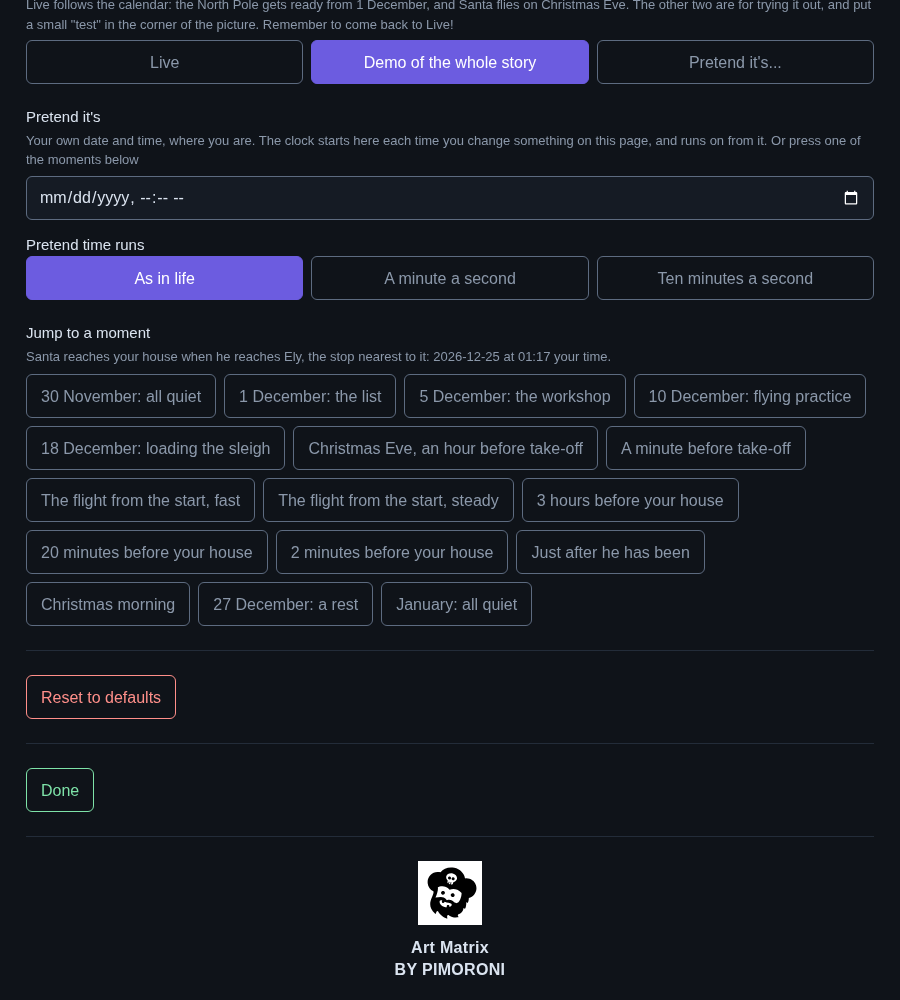 Live follows the calendar: the North Pole gets ready from 1 December, and Santa flies on Christmas Eve. The other two are for trying it out, and put
a small "test" in the corner of the picture. Remember to come back to Live!
Live
Demo of the whole story
Pretend it's...
Pretend it's
Your own date and time, where you are. The clock starts here each time you change something on this page, and runs on from it. Or press one of
the moments below
mm/dd/yyyy, --:-- --
Pretend time runs
As in life
A minute a second
Ten minutes a second
Jump to a moment
Santa reaches your house when he reaches Ely, the stop nearest to it: 2026-12-25 at 01:17 your time.
30 November: all quiet
1 December: the list
5 December: the workshop
10 December: flying practice
18 December: loading the sleigh
Christmas Eve, an hour before take-off
A minute before take-off
The flight from the start, fast
The flight from the start, steady
3 hours before your house
20 minutes before your house
2 minutes before your house
Just after he has been
Christmas morning
27 December: a rest
January: all quiet
Reset to defaults
Done
Art Matrix
BY PIMORONI